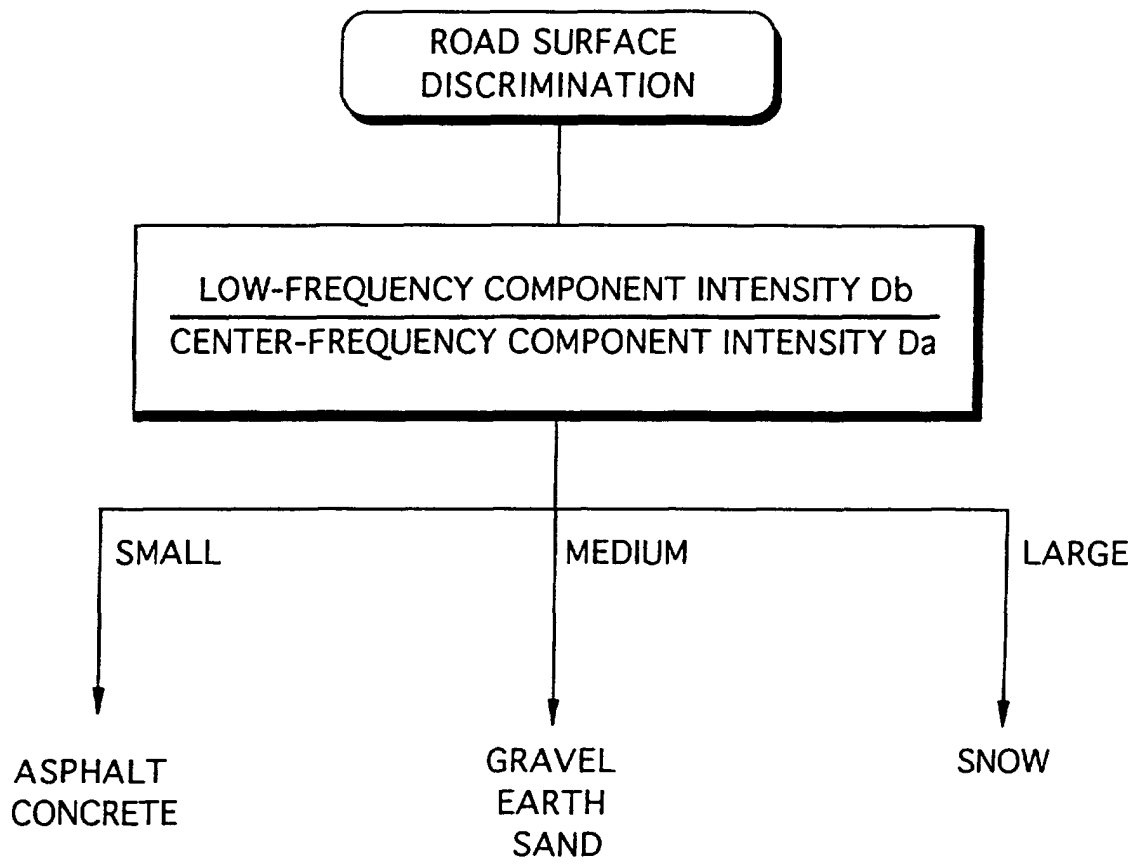 ROAD SURFACE
DISCRIMINATION
LOW-FREQUENCY COMPONENT INTENSITY Db
CENTER-FREQUENCY COMPONENT INTENSITY Da
SMALL
MEDIUM
LARGE
ASPHALT
CONCRETE
GRAVEL
EARTH
SAND
SNOW